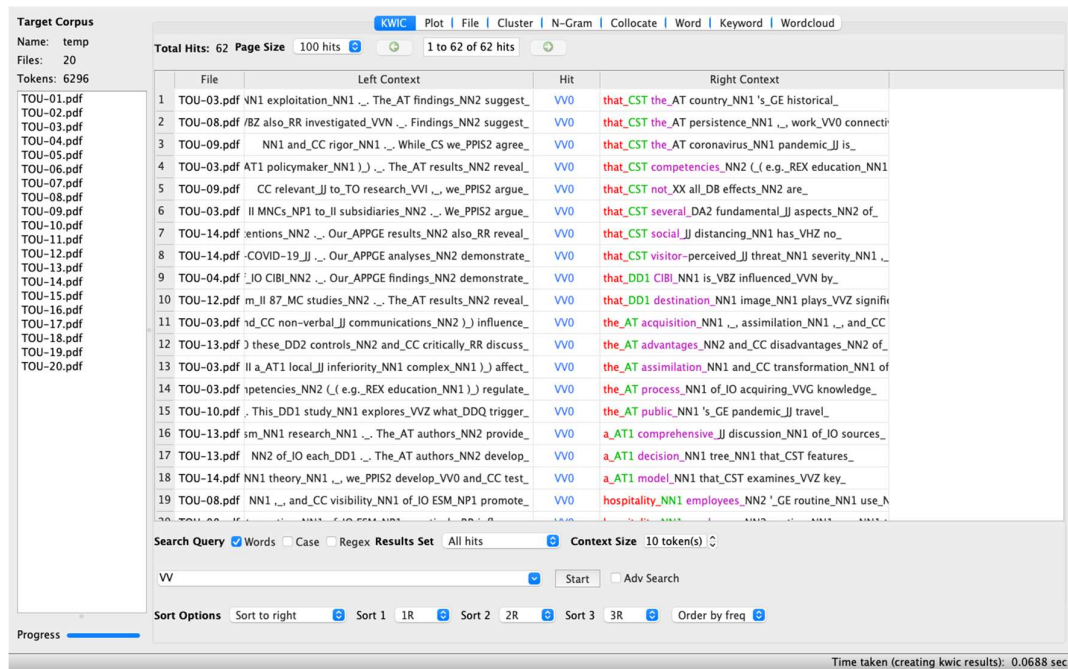 Target Corpus
Name: temp
Files: 20
Tokens: 6296
TOU-01.pdf
TOU-02.pdf
TOU-03.pdf
TOU-04.pdf
TOU-05.pdf
TOU-06.pdf
TOU-07.pdf
TOU-08.pdf
TOU-09.pdf
TOU-10.pdf
TOU-11.pdf
TOU-12.pdf
TOU-13.pdf
TOU-14.pdf
TOU-15.pdf
TOU-16.pdf
TOU-17.pdf
TOU-18.pdf
TOU-19.pdf
TOU-20.pdf
Progress
KWIC Plot File Cluster N-Gram Collocate Word Keyword Wordcloud
Total Hits: 62 Page Size 100 hits 1 to 62 of 62 hits
File Left Context Hit Right Context
1 TOU-03.pdf NN1 exploitation_NN1 ._. The_AT findings_NN2 suggest_ VV0 that_CST the_AT country_NN1 's_GE historical_
2 TOU-08.pdf VBZ also_RR investigated_VVN ._. Findings_NN2 suggest_ VV0 that_CST the_AT persistence_NN1 ,_, work_VV0 connecti
3 TOU-09.pdf NN1 and_CC rigor_NN1 ._. While_CS we_PPIS2 agree_ VV0 that_CST the_AT coronavirus_NN1 pandemic_JJ is_
4 TOU-03.pdf AT1 policymaker_NN1 )_) ._. The_AT results_NN2 reveal_ VV0 that_CST competencies_NN2 (_( e.g._REX education_NN1
5 TOU-09.pdf CC relevant_JJ to_TO research_VVI ,_, we_PPIS2 argue_ VV0 that_CST not_XX all_DB effects_NN2 are_
6 TOU-03.pdf II MNCs_NP1 to_II subsidiaries_NN2 ._. We_PPIS2 argue_ VV0 that_CST several_DA2 fundamental_JJ aspects_NN2 of_
7 TOU-14.pdf entions_NN2 ._. Our_APPGE results_NN2 also_RR reveal_ VV0 that_CST social_JJ distancing_NN1 has_VHZ no_
8 TOU-14.pdf -COVID-19_JJ ._. Our_APPGE analyses_NN2 demonstrate_ VV0 that_CST visitor-perceived_JJ threat_NN1 severity_NN1 ,_
9 TOU-04.pdf _IO CIBI_NN2 ._. Our_APPGE findings_NN2 demonstrate_ VV0 that_DD1 CIBI_NN1 is_VBZ influenced_VVN by_
10 TOU-12.pdf m_II 87_MC studies_NN2 ._. The_AT results_NN2 reveal_ VV0 that_DD1 destination_NN1 image_NN1 plays_VVZ signifi
11 TOU-03.pdf nd_CC non-verbal_JJ communications_NN2 )_) influence_ VV0 the_AT acquisition_NN1 ,_, assimilation_NN1 ,_, and_CC
12 TOU-13.pdf these_DD2 controls_NN2 and_CC critically_RR discuss_ VV0 the_AT advantages_NN2 and_CC disadvantages_NN2 of_
13 TOU-03.pdf II a_AT1 local_JJ inferiority_NN1 complex_NN1 )_) affect_ VV0 the_AT assimilation_NN1 and_CC transformation_NN1 of
14 TOU-03.pdf npetencies_NN2 (_( e.g._REX education_NN1 )_) regulate_ VV0 the_AT process_NN1 of_IO acquiring_VVG knowledge_
15 TOU-10.pdf . This_DD1 study_NN1 explores_VVZ what_DDQ trigger_ VV0 the_AT public_NN1 's_GE pandemic_JJ travel_
16 TOU-13.pdf sm_NN1 research_NN1 ._. The_AT authors_NN2 provide_ VV0 a_AT1 comprehensive_JJ discussion_NN1 of_IO sources_
17 TOU-13.pdf NN2 of_IO each_DD1 ._. The_AT authors_NN2 develop_ VV0 a_AT1 decision_NN1 tree_NN1 that_CST features_
18 TOU-14.pdf NN1 theory_NN1 ,_, we_PPIS2 develop_VV0 and_CC test_ VV0 a_AT1 model_NN1 that_CST examines_VVZ key_
19 TOU-08.pdf NN1 ,_, and_CC visibility_NN1 of_IO ESM_NP1 promote_ VV0 hospitality_NN1 employees_NN2 '_GE routine_NN1 use_N
Search Query Words Case Regex Results Set All hits Context Size 10 token(s)
VV Start Adv Search
Sort Options Sort to right Sort 1 1R Sort 2 2R Sort 3 3R Order by freq
Time taken (creating kwic results): 0.0688 sec